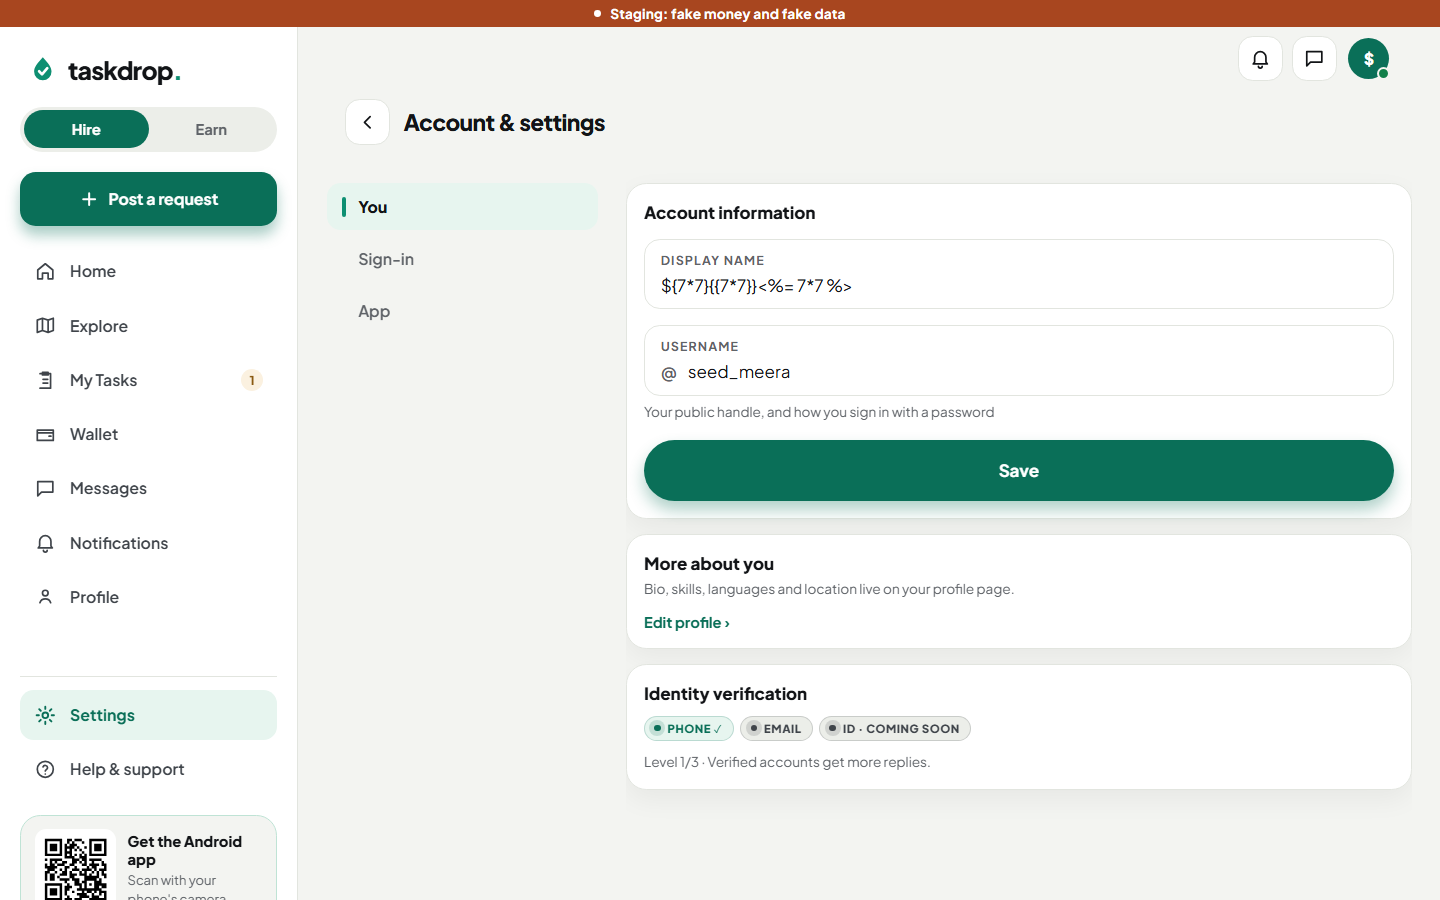 Staging: fake money and fake data
taskdrop.
Hire
Earn
Post a request
Home
Explore
My Tasks
1
Wallet
Messages
Notifications
Profile
Settings
Help & support
Get the Android
app
Scan with your
phone's camera
$
Account & settings
You
Sign-in
App
Account information
DISPLAY NAME
${7*7}{{7*7}}<%= 7*7 %>
USERNAME
@ seed_meera
Your public handle, and how you sign in with a password
Save
More about you
Bio, skills, languages and location live on your profile page.
Edit profile ›
Identity verification
PHONE ✓
EMAIL
ID · COMING SOON
Level 1/3 · Verified accounts get more replies.